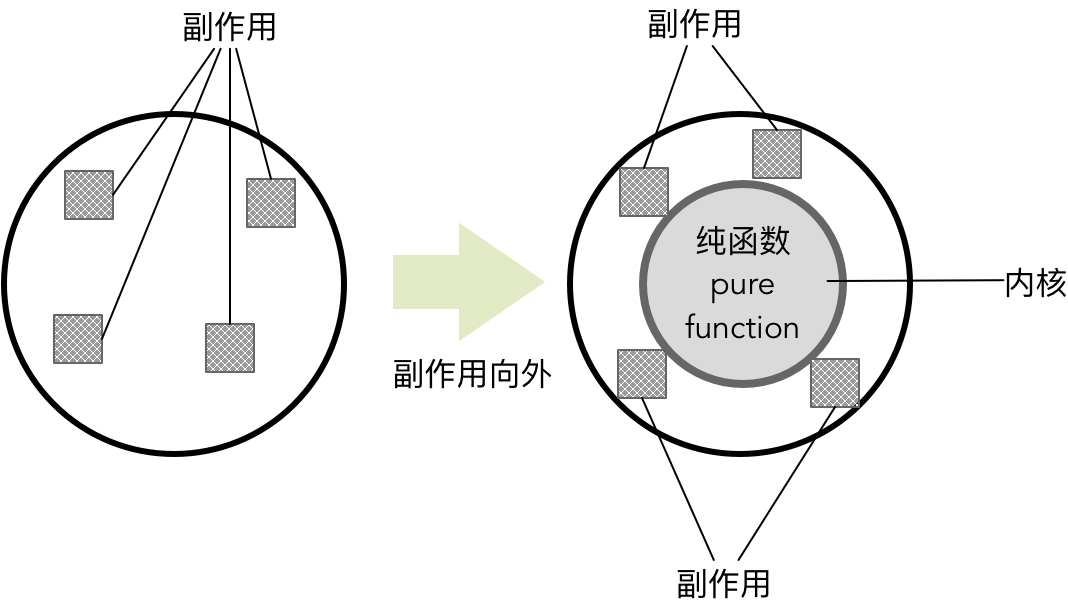 副作用
副作用
纯函数
pure
function
内核
副作用向外
副作用